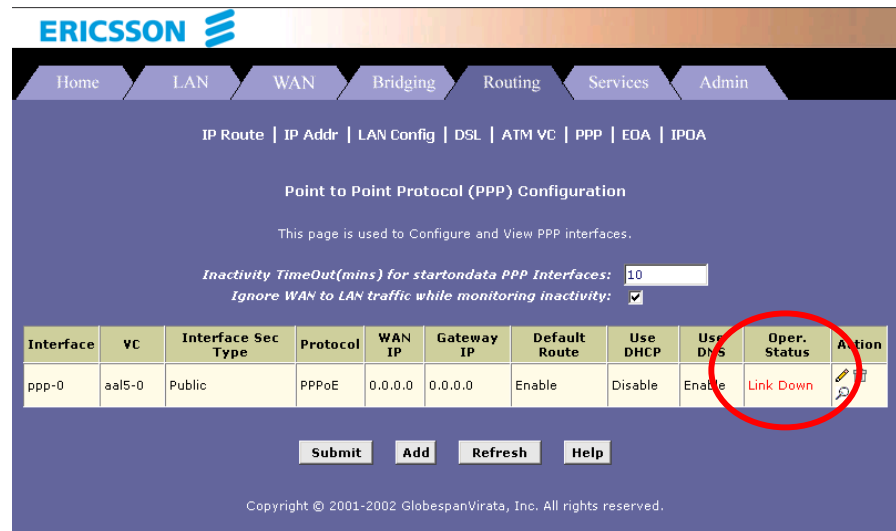 ERICSSON
Home LAN WAN Bridging Routing Services Admin
IP Route | IP Addr | LAN Config | DSL | ATM VC | PPP | EOA | IPOA
Point to Point Protocol (PPP) Configuration
This page is used to Configure and View PPP interfaces.
Inactivity TimeOut(mins) for startondata PPP Interfaces: 10
Ignore WAN to LAN traffic while monitoring inactivity:
Interface VC Interface Sec Type Protocol WAN IP Gateway IP Default Route Use DHCP Use DNS Oper. Status Action
ppp-0 aal5-0 Public PPPoE 0.0.0.0 0.0.0.0 Enable Disable Enable Link Down
Submit Add Refresh Help
Copyright © 2001-2002 GlobespanVirata, Inc. All rights reserved.